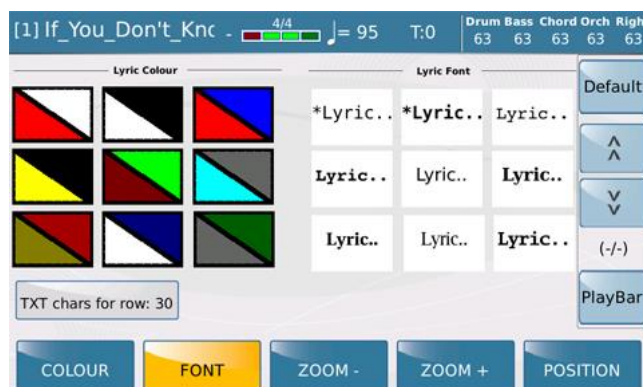 [1] If_You_Don't_Knc - 4/4 = 95 T:0 Drum Bass Chord Orch Righ
63 63 63 63 63
Lyric Colour
Lyric Font
Default
*Lyric.. *Lyric.. Lyric..
Lyric.. Lyric.. Lyric..
(-/-)
Lyric.. Lyric.. Lyric..
TXT chars for row: 30
PlayBar
COLOUR FONT ZOOM - ZOOM + POSITION